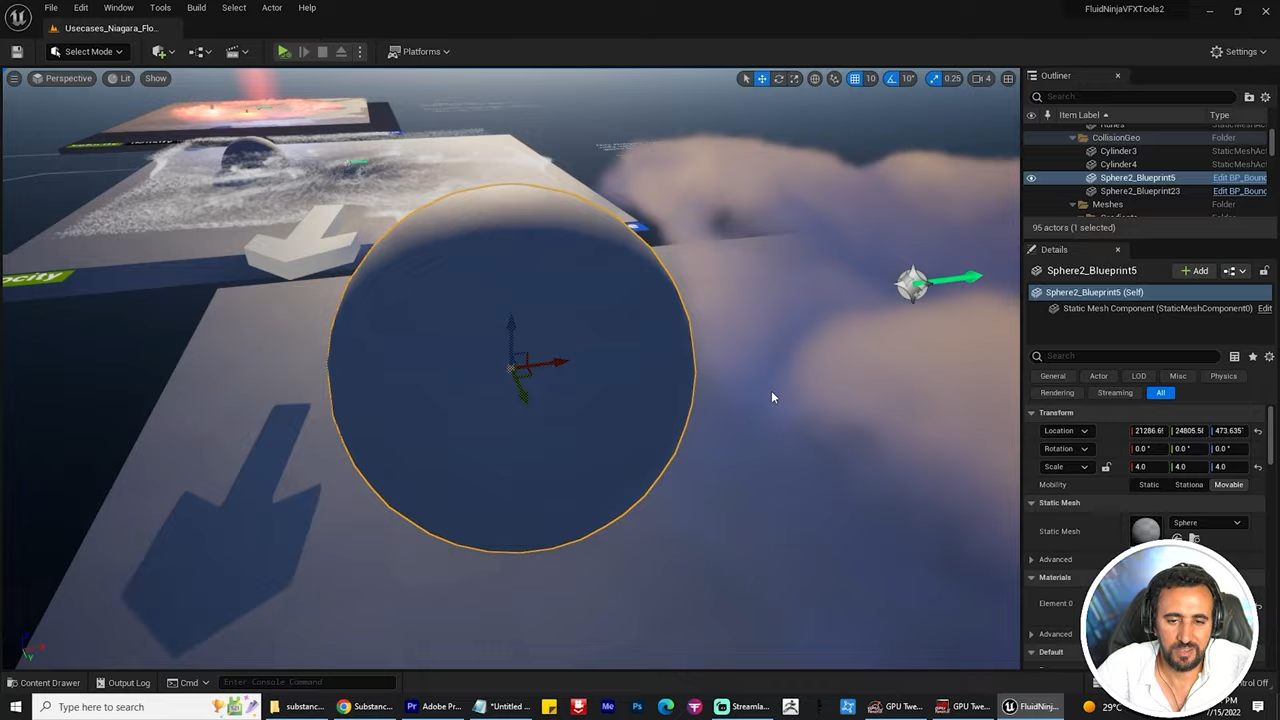 File Edit Window Tools Build Select Actor Help
FluidNinjaVFXTools2
Usecases_Niagara_Flo...
Select Mode
Platforms
Settings
Perspective
Lit
Show
10
10°
0.25
4
Outliner
Search
Item Label
Type
CollisionGeo
Folder
Cylinder3
StaticMeshAct
Cylinder4
StaticMeshAct
Sphere2_Blueprint5
Edit BP_Bounc
Sphere2_Blueprint23
Edit BP_Bounc
Meshes
Folder
95 actors (1 selected)
Details
Sphere2_Blueprint5
Add
Sphere2_Blueprint5 (Self)
Static Mesh Component (StaticMeshComponent0)
Edit
Search
General Actor LOD Misc Physics
Rendering Streaming All
Transform
Location 21286.6 24805.5 473.635
Rotation 0.0 ° 0.0 ° 0.0 °
Scale 4.0 4.0 4.0
Mobility Static Stationa Movable
Static Mesh
Static Mesh
Sphere
Advanced
Materials
Element 0
Advanced
Default
ocity
Content Drawer
Output Log
Cmd
Enter Console Command
Type here to search
substanc...
Substanc...
Adobe Pr...
*Untitled ...
Streamla...
GPU Twe...
GPU Twe...
FluidNinj...
29°
7/15/2022